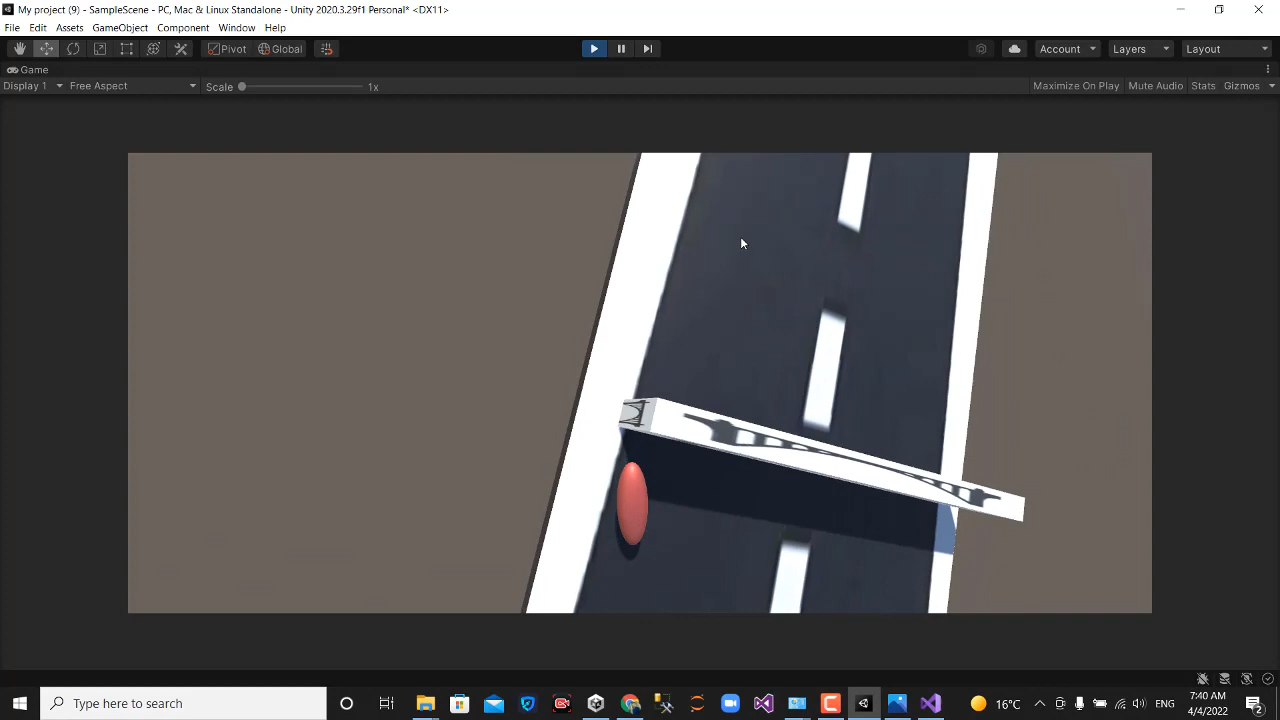 My project (9) - SampleScene - PC, Mac & Linux Standalone - Unity 2020.3.29f1 Personal* <DX11>
File Edit Assets GameObject Component Window Help
Pivot Global Account Layers Layout
Game
Display 1 Free Aspect Scale 1x Maximize On Play Mute Audio Stats Gizmos
Type here to search 16°C ENG 7:40 AM
4/4/2022 2